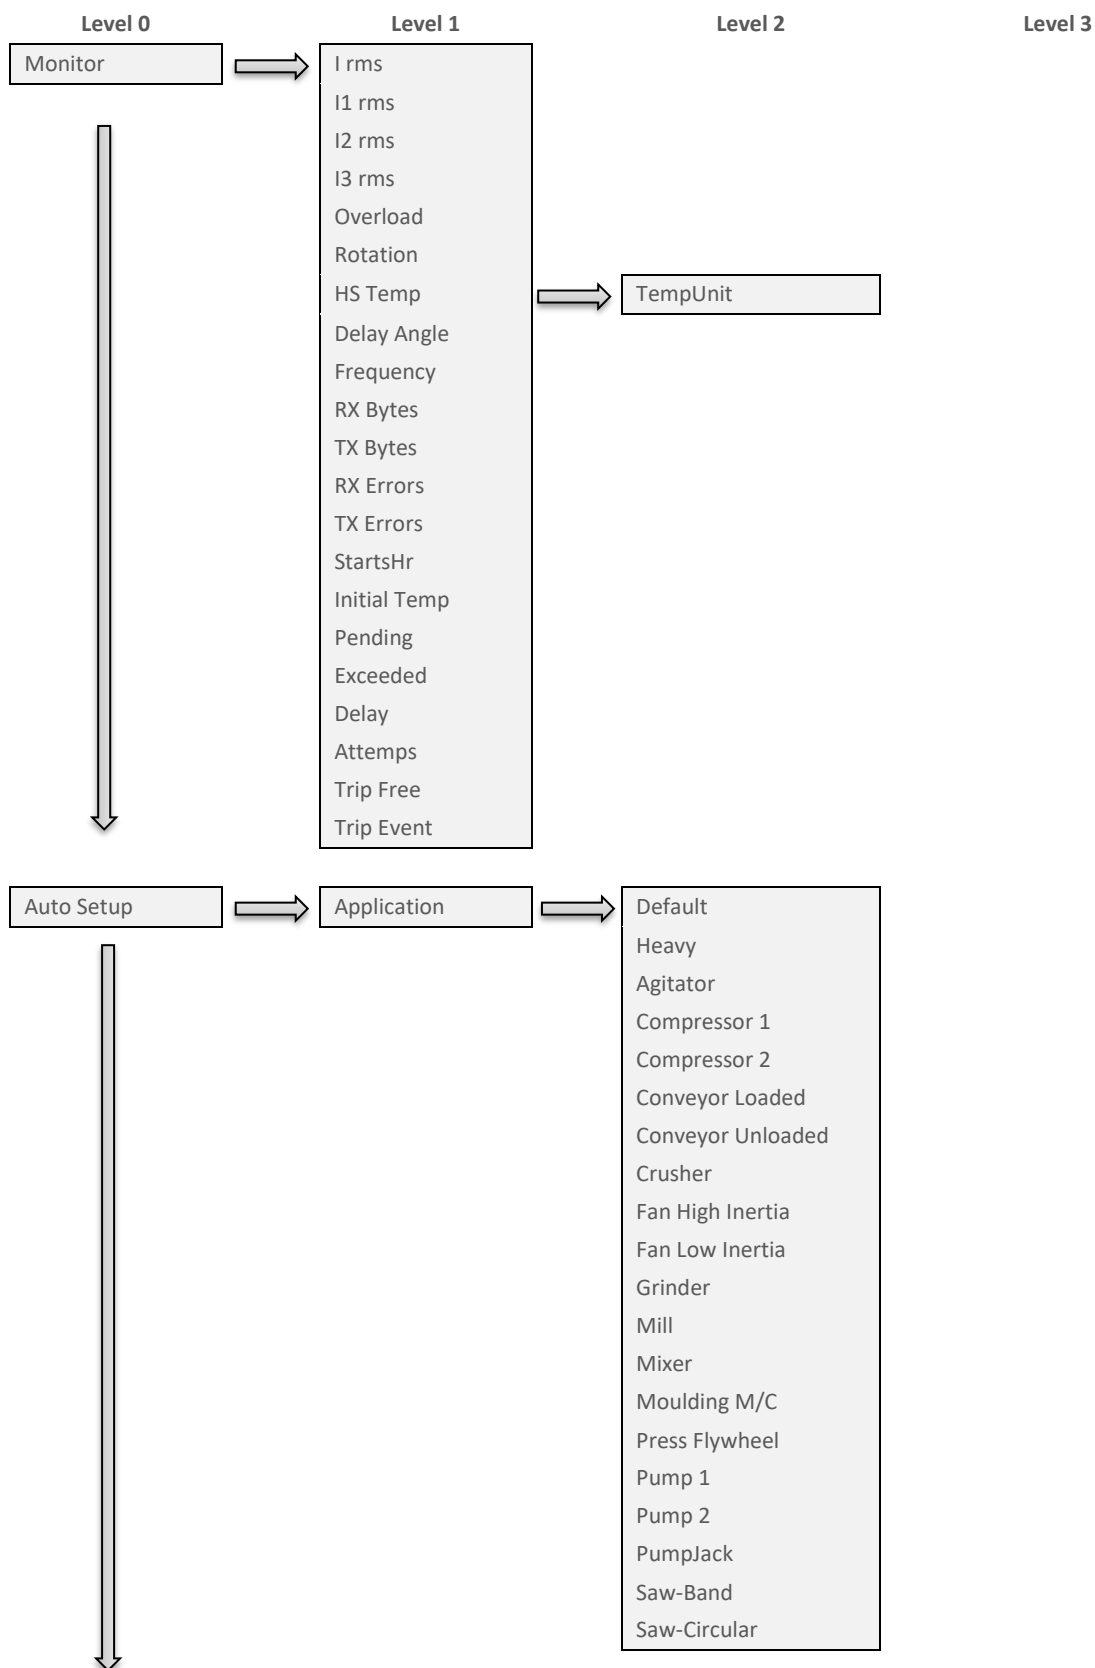 Level 0 Level 1 Level 2 Level 3
Monitor I rms
I1 rms
I2 rms
I3 rms
Overload
Rotation
HS Temp TempUnit
Delay Angle
Frequency
RX Bytes
TX Bytes
RX Errors
TX Errors
StartsHr
Initial Temp
Pending
Exceeded
Delay
Attemps
Trip Free
Trip Event
Auto Setup Application Default
Heavy
Agitator
Compressor 1
Compressor 2
Conveyor Loaded
Conveyor Unloaded
Crusher
Fan High Inertia
Fan Low Inertia
Grinder
Mill
Mixer
Moulding M/C
Press Flywheel
Pump 1
Pump 2
PumpJack
Saw-Band
Saw-Circular